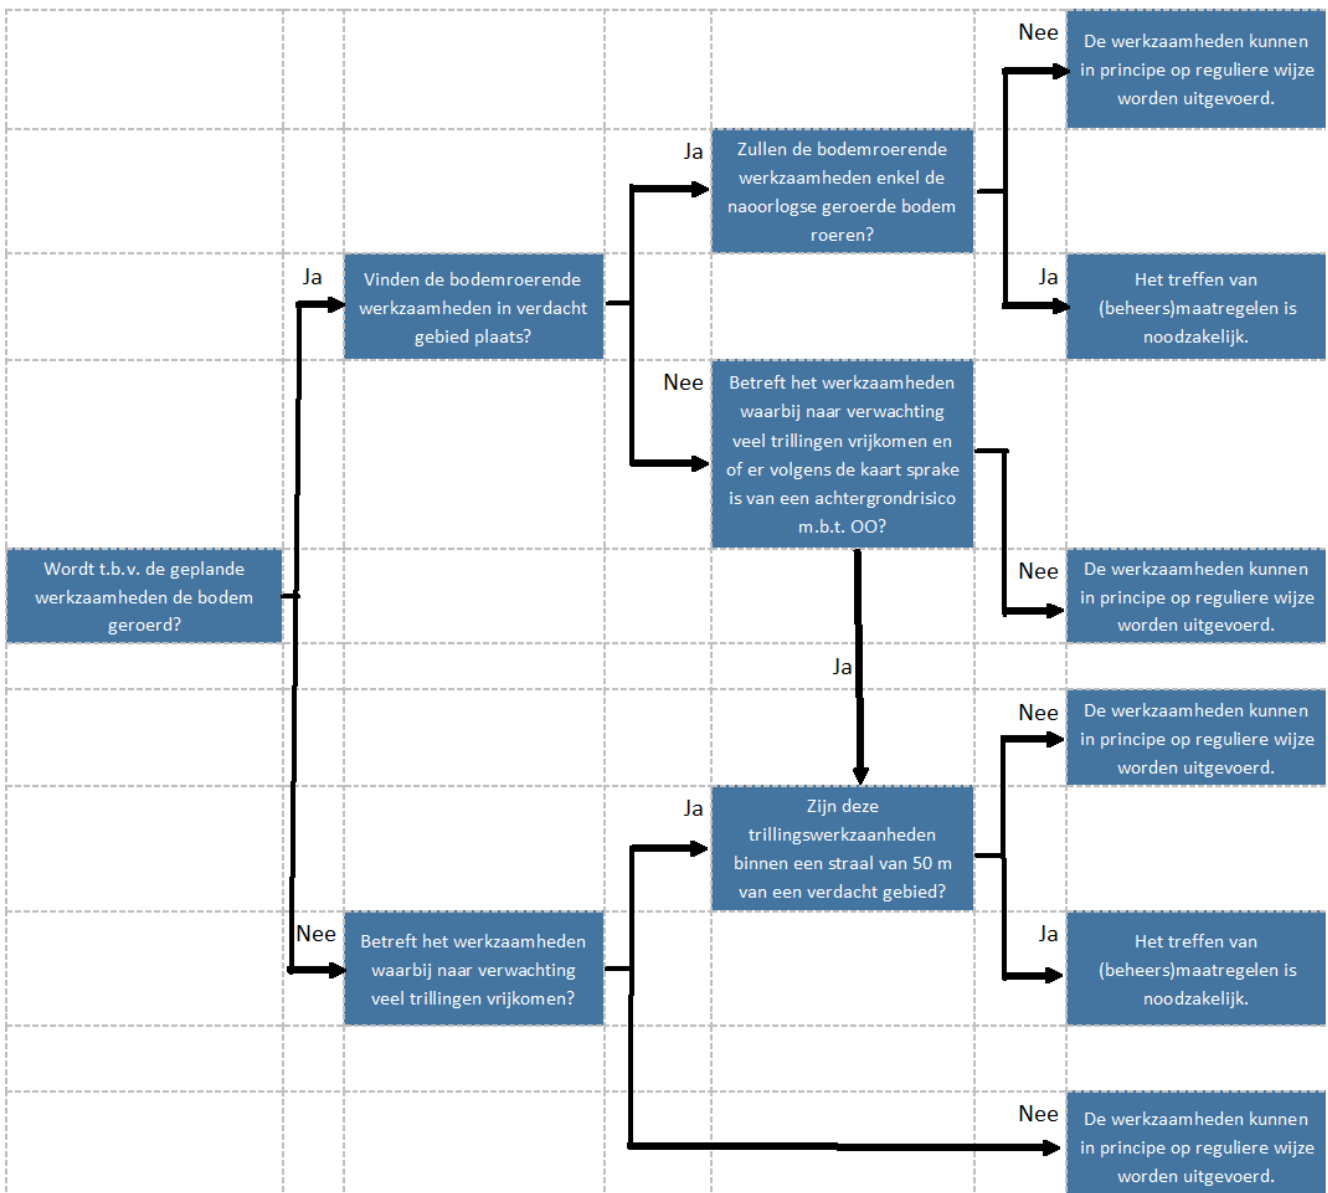 Nee
De werkzaamheden kunnen
in principe op reguliere wijze
worden uitgevoerd.
Ja
Zullen de bodemroerende
werkzaamheden enkel de
naoorlogse geroerde bodem
roeren?
Ja
Vinden de bodemroerende
werkzaamheden in verdacht
gebied plaats?
Ja
Het treffen van
(beheers)maatregelen is
noodzakelijk.
Nee
Betreft het werkzaamheden
waarbij naar verwachting
veel trillingen vrijkomen en
of er volgens de kaart sprake
is van een achtergrondrisico
m.b.t. OO?
Wordt t.b.v. de geplande
werkzaamheden de bodem
geroerd?
Nee
De werkzaamheden kunnen
in principe op reguliere wijze
worden uitgevoerd.
Ja
Nee
De werkzaamheden kunnen
in principe op reguliere wijze
worden uitgevoerd.
Ja
Zijn deze
trillingswerkzaanheden
binnen een straal van 50 m
van een verdacht gebied?
Nee
Betreft het werkzaamheden
waarbij naar verwachting
veel trillingen vrijkomen?
Ja
Het treffen van
(beheers)maatregelen is
noodzakelijk.
Nee
De werkzaamheden kunnen
in principe op reguliere wijze
worden uitgevoerd.